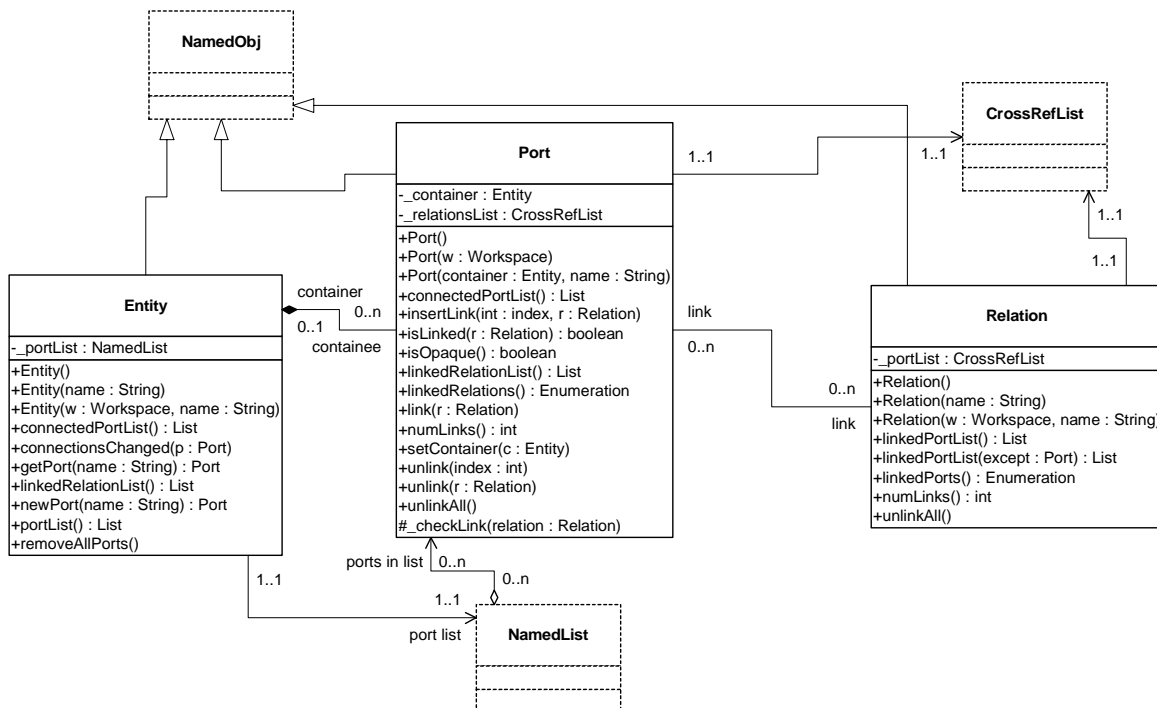 NamedObj
CrossRefList
Port
-_container : Entity
-_relationsList : CrossRefList
+Port()
+Port(w : Workspace)
+Port(container : Entity, name : String)
+connectedPortList() : List
+insertLink(int : index, r : Relation)
+isLinked(r : Relation) : boolean
+isOpaque() : boolean
+linkedRelationList() : List
+linkedRelations() : Enumeration
+link(r : Relation)
+numLinks() : int
+setContainer(c : Entity)
+unlink(index : int)
+unlink(r : Relation)
+unlinkAll()
#_checkLink(relation : Relation)
1..1
1..1
1..1
1..1
Entity
-_portList : NamedList
+Entity()
+Entity(name : String)
+Entity(w : Workspace, name : String)
+connectedPortList() : List
+connectionsChanged(p : Port)
+getPort(name : String) : Port
+linkedRelationList() : List
+newPort(name : String) : Port
+portList() : List
+removeAllPorts()
container
0..n
0..1
containee
link
0..n
0..n
link
Relation
-_portList : CrossRefList
+Relation()
+Relation(name : String)
+Relation(w : Workspace, name : String)
+linkedPortList() : List
+linkedPortList(except : Port) : List
+linkedPorts() : Enumeration
+numLinks() : int
+unlinkAll()
ports in list
0..n
0..n
1..1
1..1
port list
NamedList